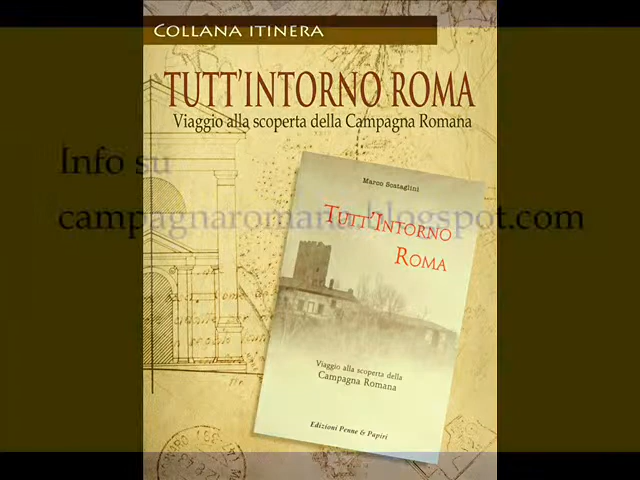 COLLANA ITINERA
TUTT'INTORNO ROMA
Viaggio alla scoperta della Campagna Romana
Info su
campagnaromana.blogspot.com
Marco Scataglini
TUTT'INTORNO
ROMA
Viaggio alla scoperta della
Campagna Romana
Edizioni Penne & Papiri